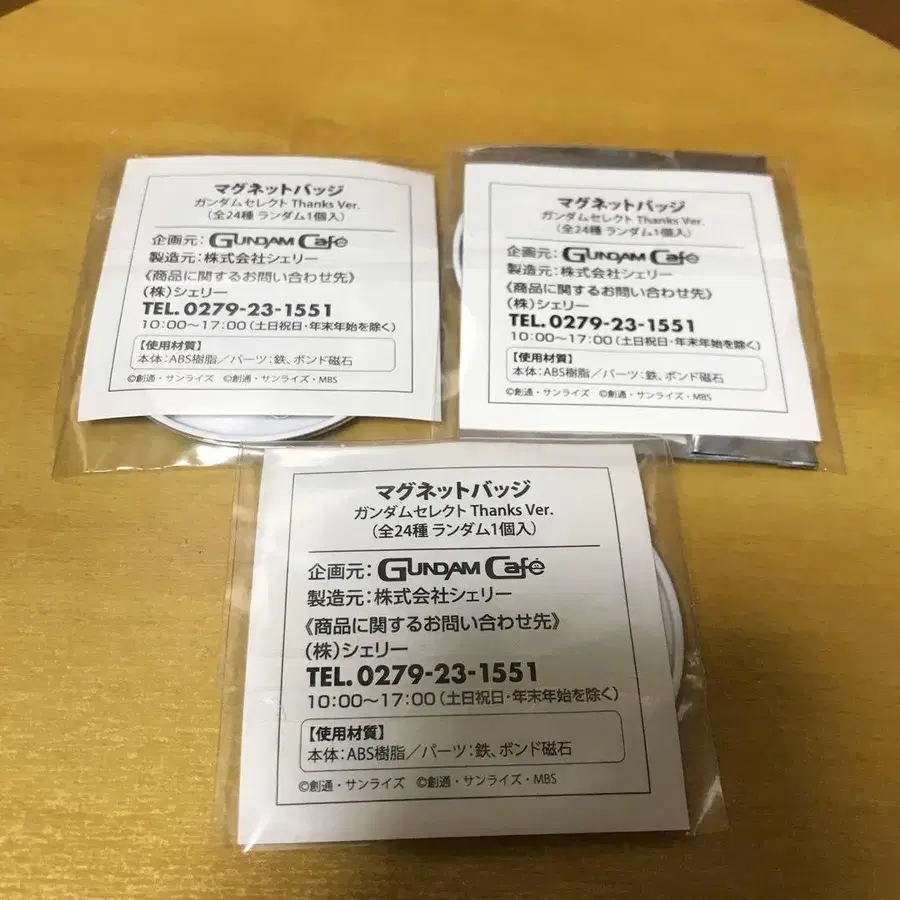 マグネットバッジ
ガンダムセレクト Thanks Ver.
（全24種 ランダム1個入）
企画元：GUNDAM Café
製造元：株式会社シェリー
《商品に関するお問い合わせ先》
（株）シェリー
TEL. 0279-23-1551
10:00〜17:00（土日祝日・年末年始を除く）
【使用材質】
本体：ABS樹脂／パーツ：鉄、ボンド磁石
©創通・サンライズ ©創通・サンライズ・MBS
マグネットバッジ
ガンダムセレクト Thanks Ver.
（全24種 ランダム1個入）
企画元：GUNDAM Café
製造元：株式会社シェリー
《商品に関するお問い合わせ先》
（株）シェリー
TEL. 0279-23-1551
10:00〜17:00（土日祝日・年末年始を除く）
【使用材質】
本体：ABS樹脂／パーツ：鉄、ボンド磁石
©創通・サンライズ ©創通・サンライズ・MBS
マグネットバッジ
ガンダムセレクト Thanks Ver.
（全24種 ランダム1個入）
企画元：GUNDAM Café
製造元：株式会社シェリー
《商品に関するお問い合わせ先》
（株）シェリー
TEL. 0279-23-1551
10:00〜17:00（土日祝日・年末年始を除く）
【使用材質】
本体：ABS樹脂／パーツ：鉄、ボンド磁石
©創通・サンライズ ©創通・サンライズ・MBS